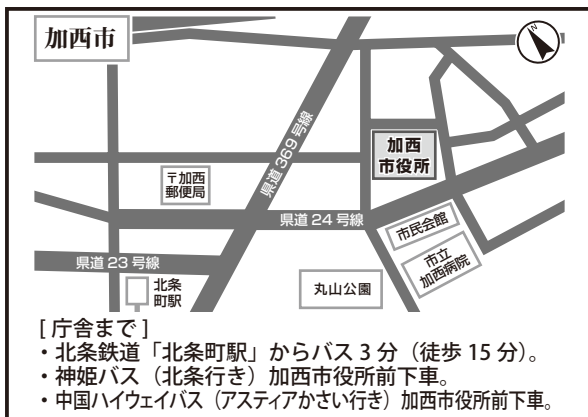 加西市
N
県道369号線
加西
市役所
〒加西
郵便局
県道24号線
市民会館
市立
加西病院
県道23号線
北条
町駅
丸山公園
[庁舎まで]
・北条鉄道「北条町駅」からバス3分（徒歩15分）。
・神姫バス（北条行き）加西市役所前下車。
・中国ハイウェイバス（アスティアかさい行き）加西市役所前下車。